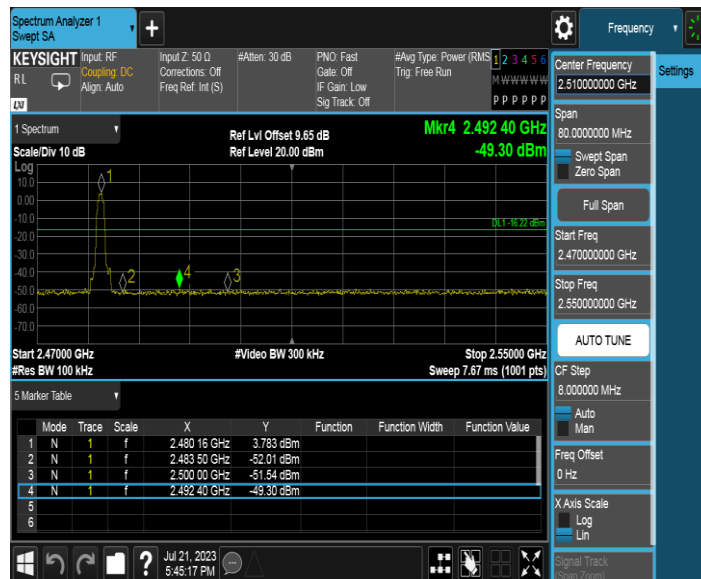 Spectrum Analyzer 1
Swept SA
+
Frequency
KEYSIGHT
RL
LXI
Input: RF
Coupling: DC
Align: Auto
Input Z: 50 Ω
Corrections: Off
Freq Ref: Int (S)
#Atten: 30 dB
PNO: Fast
Gate: Off
IF Gain: Low
Sig Track: Off
#Avg Type: Power (RMS
Trig: Free Run
1 2 3 4 5 6
M W W W W W
P P P P P P
1 Spectrum
Scale/Div 10 dB
Ref Lvl Offset 9.65 dB
Ref Level 20.00 dBm
Mkr4 2.492 40 GHz
-49.30 dBm
Log
10.0
0.00
-10.0
-20.0
-30.0
-40.0
-50.0
-60.0
-70.0
1
2
4
3
DL1 -16.22 dBm
Start 2.47000 GHz
#Res BW 100 kHz
#Video BW 300 kHz
Stop 2.55000 GHz
Sweep 7.67 ms (1001 pts)
5 Marker Table
Mode Trace Scale X Y Function Function Width Function Value
1 N 1 f 2.480 16 GHz 3.783 dBm
2 N 1 f 2.483 50 GHz -52.01 dBm
3 N 1 f 2.500 00 GHz -51.54 dBm
4 N 1 f 2.492 40 GHz -49.30 dBm
5
6
?
Jul 21, 2023
5:45:17 PM
Center Frequency
2.510000000 GHz
Settings
Span
80.0000000 MHz
Swept Span
Zero Span
Full Span
Start Freq
2.470000000 GHz
Stop Freq
2.550000000 GHz
AUTO TUNE
CF Step
8.000000 MHz
Auto
Man
Freq Offset
0 Hz
X Axis Scale
Log
Lin
Signal Track
(Span Zoom)